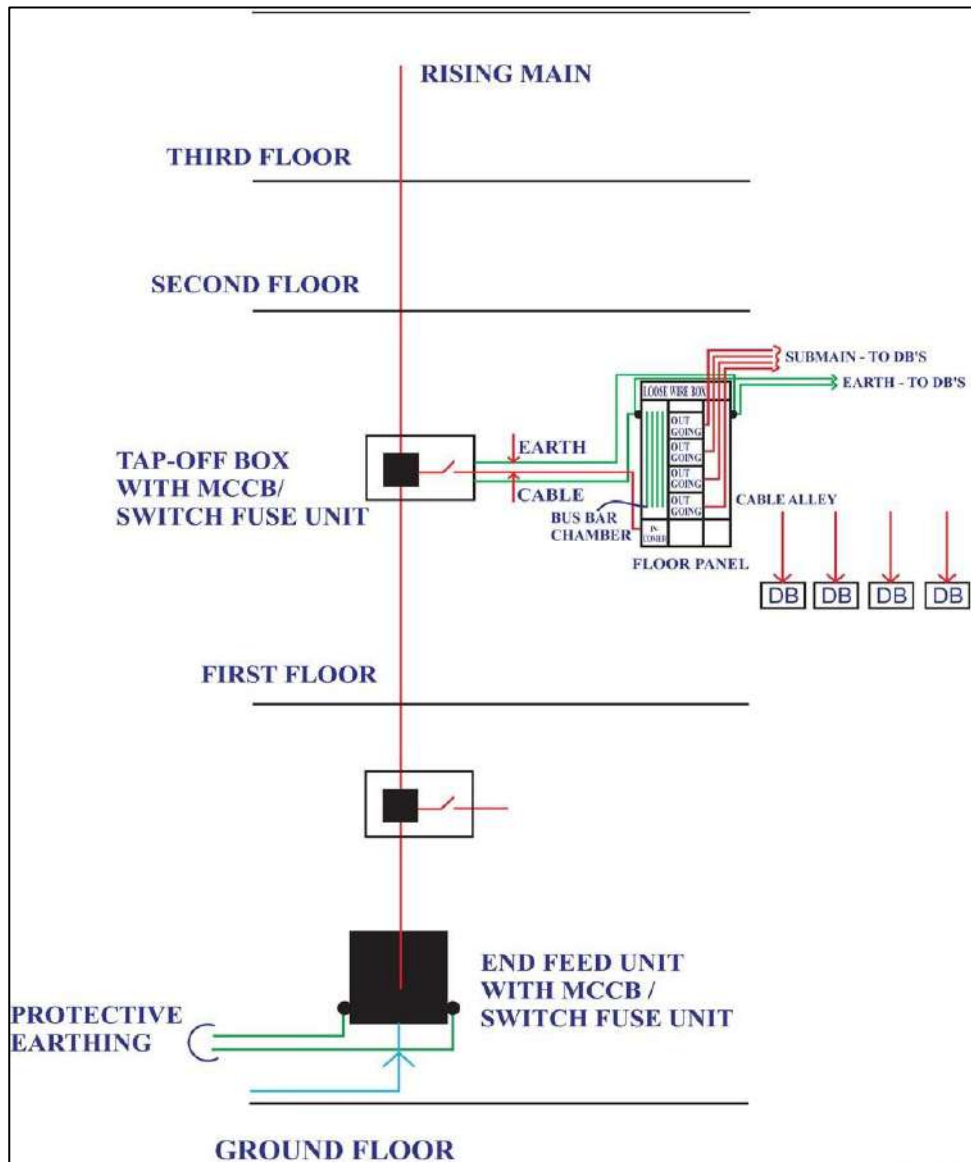 RISING MAIN
THIRD FLOOR
SECOND FLOOR
SUBMAIN - TO DB'S
EARTH - TO DB'S
LOOSE WIRE BOX
OUT
GOING
OUT
GOING
OUT
GOING
OUT
GOING
EARTH
CABLE
TAP-OFF BOX
WITH MCCB/
SWITCH FUSE UNIT
CABLE ALLEY
BUS BAR
CHAMBER
IN-
COMER
FLOOR PANEL
DB
DB
DB
DB
FIRST FLOOR
END FEED UNIT
WITH MCCB /
SWITCH FUSE UNIT
PROTECTIVE
EARTHING
GROUND FLOOR